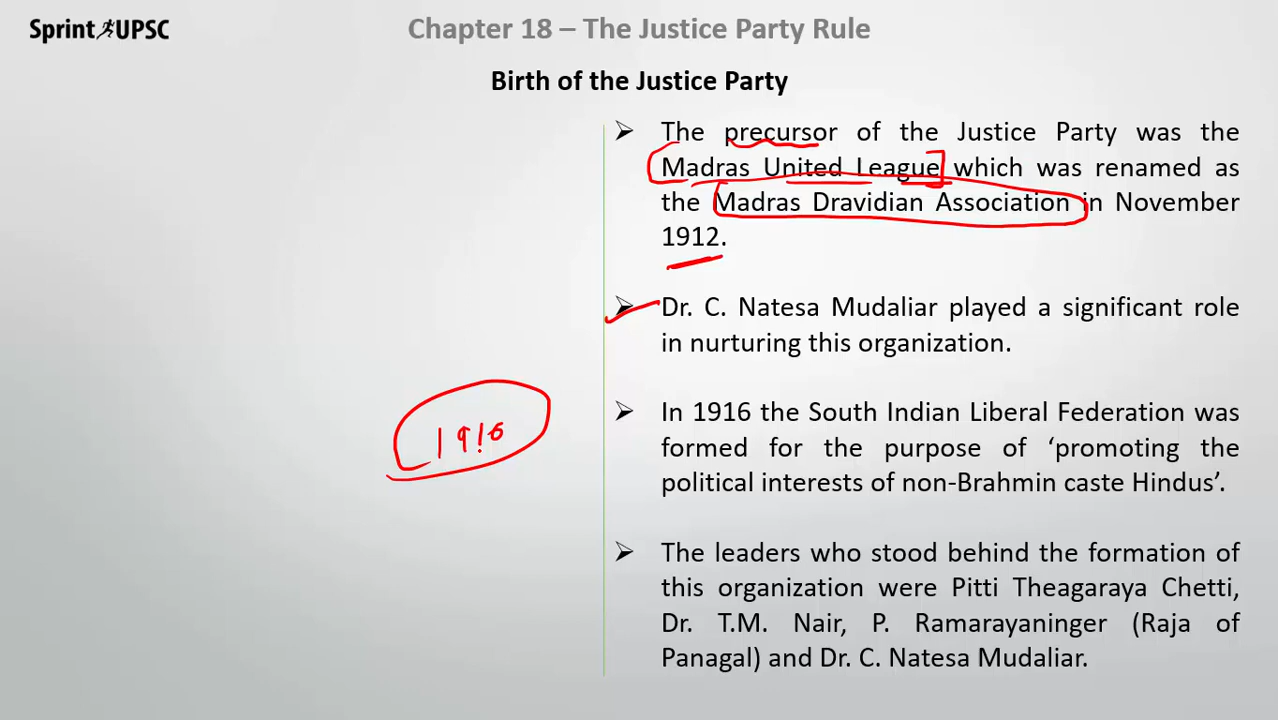 Sprint UPSC
Chapter 18 – The Justice Party Rule
Birth of the Justice Party
➢ The precursor of the Justice Party was the
Madras United League which was renamed as
the Madras Dravidian Association in November
1912.
➢ Dr. C. Natesa Mudaliar played a significant role
in nurturing this organization.
1916
➢ In 1916 the South Indian Liberal Federation was
formed for the purpose of ‘promoting the
political interests of non-Brahmin caste Hindus’.
➢ The leaders who stood behind the formation of
this organization were Pitti Theagaraya Chetti,
Dr. T.M. Nair, P. Ramarayaninger (Raja of
Panagal) and Dr. C. Natesa Mudaliar.